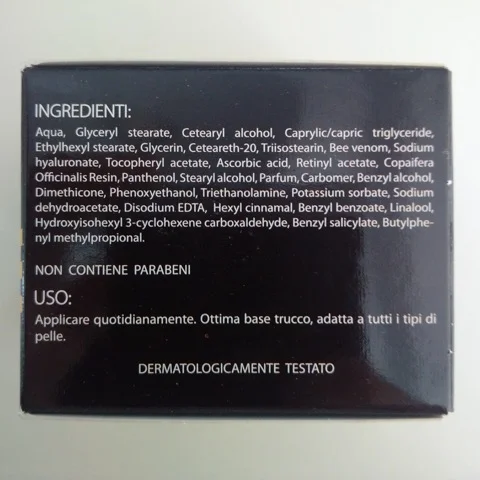 INGREDIENTI:
Aqua, Glyceryl stearate, Cetearyl alcohol, Caprylic/capric triglyceride,
Ethylhexyl stearate, Glycerin, Ceteareth-20, Triisostearin, Bee venom, Sodium
hyaluronate, Tocopheryl acetate, Ascorbic acid, Retinyl acetate, Copaifera
Officinalis Resin, Panthenol, Stearyl alcohol, Parfum, Carbomer, Benzyl alcohol,
Dimethicone, Phenoxyethanol, Triethanolamine, Potassium sorbate, Sodium
dehydroacetate, Disodium EDTA, Hexyl cinnamal, Benzyl benzoate, Linalool,
Hydroxyisohexyl 3-cyclohexene carboxaldehyde, Benzyl salicylate, Butylphe-
nyl methylpropional.
NON CONTIENE PARABENI
USO:
Applicare quotidianamente. Ottima base trucco, adatta a tutti i tipi di
pelle.
DERMATOLOGICAMENTE TESTATO